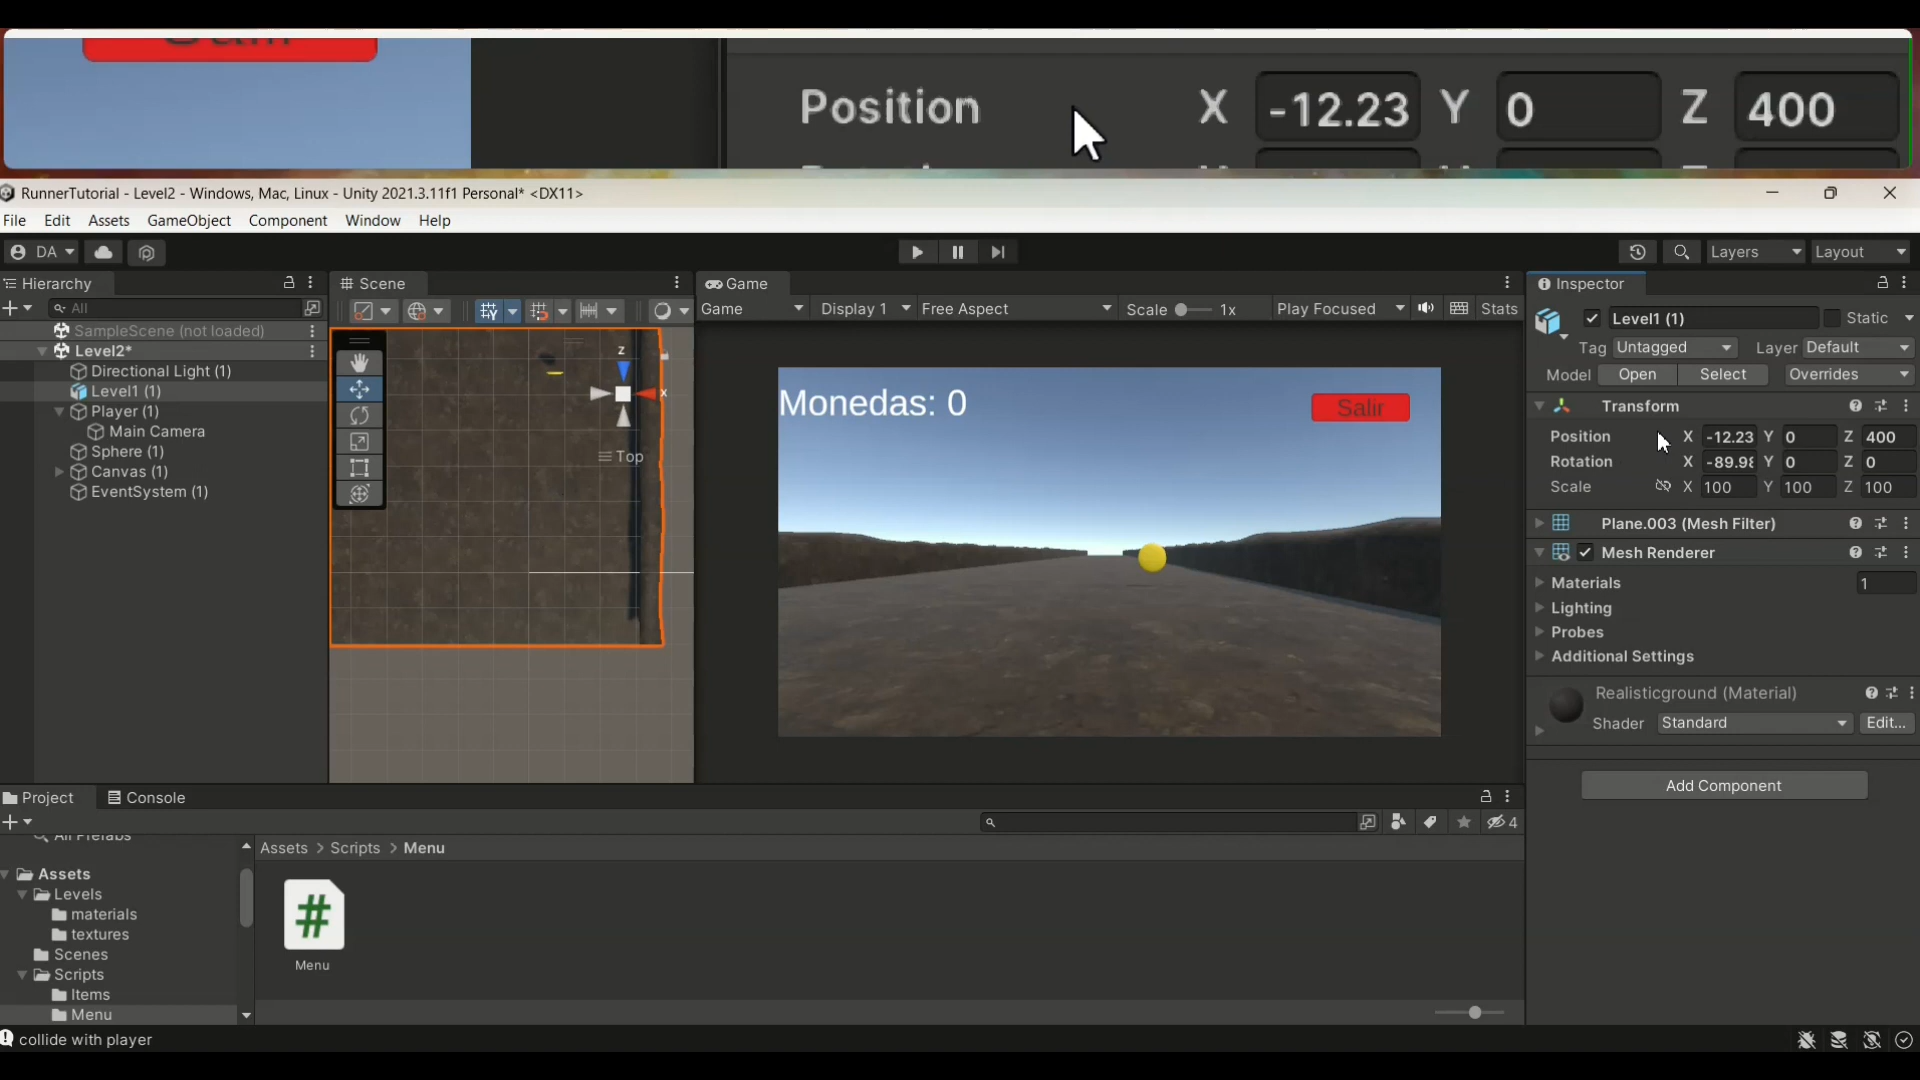 Position X -12.23 Y 0 Z 400
RunnerTutorial - Level2 - Windows, Mac, Linux - Unity 2021.3.11f1 Personal* <DX11>
File Edit Assets GameObject Component Window Help
DA Layers Layout
Hierarchy
All
SampleScene (not loaded)
Level2*
Directional Light (1)
Level1 (1)
Player (1)
Main Camera
Sphere (1)
Canvas (1)
EventSystem (1)
Scene
z
x
Top
Game
Game Display 1 Free Aspect Scale 1x Play Focused Stats
Monedas: 0
Salir
Inspector
Level1 (1) Static
Tag Untagged Layer Default
Model Open Select Overrides
Transform
Position X -12.23 Y 0 Z 400
Rotation X -89.98 Y 0 Z 0
Scale X 100 Y 100 Z 100
Plane.003 (Mesh Filter)
Mesh Renderer
Materials 1
Lighting
Probes
Additional Settings
Realisticground (Material)
Shader Standard Edit...
Add Component
Project Console
4
All Prefabs
Assets
Levels
materials
textures
Scenes
Scripts
Items
Menu
Assets > Scripts > Menu
#
Menu
collide with player